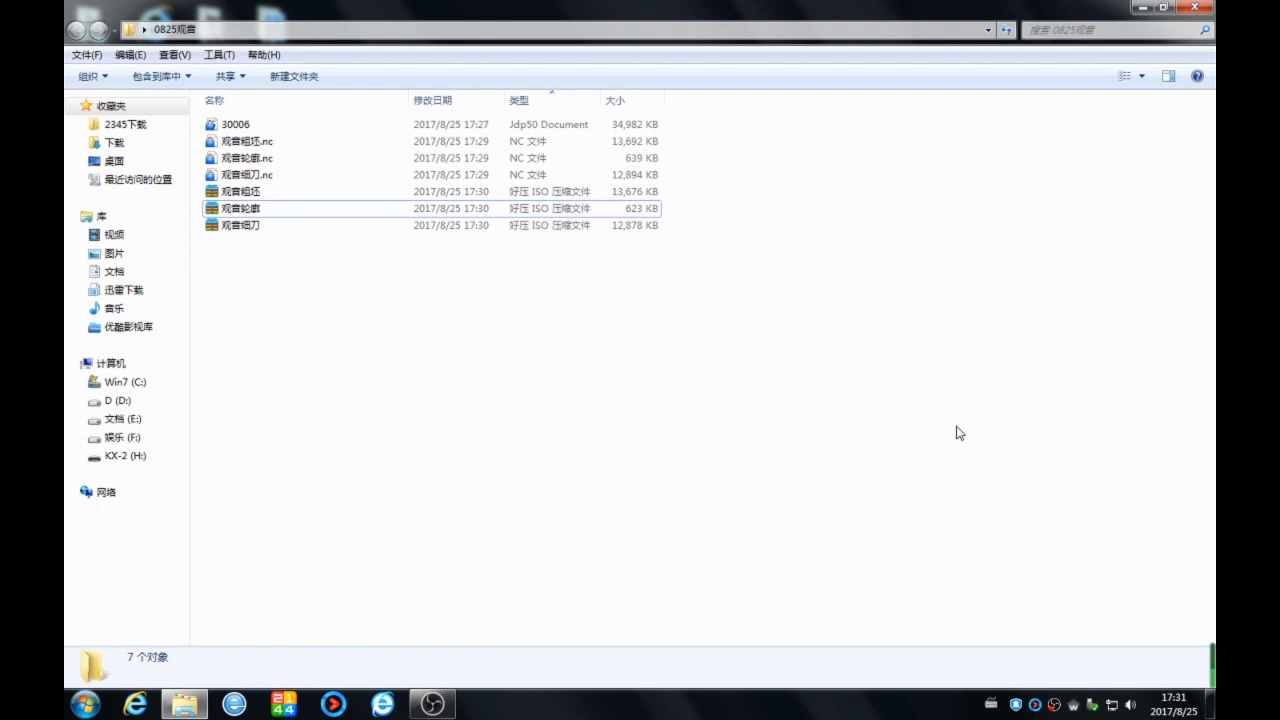 0825观音
搜索 0825观音
文件(F) 编辑(E) 查看(V) 工具(T) 帮助(H)
组织 包含到库中 共享 新建文件夹
收藏夹
2345下载
下载
桌面
最近访问的位置
库
视频
图片
文档
迅雷下载
音乐
优酷影视库
计算机
Win7 (C:)
D (D:)
文档 (E:)
娱乐 (F:)
KX-2 (H:)
网络
名称 修改日期 类型 大小
30006 2017/8/25 17:27 Jdp50 Document 34,982 KB
观音粗坯.nc 2017/8/25 17:29 NC 文件 13,692 KB
观音轮廓.nc 2017/8/25 17:29 NC 文件 639 KB
观音细刀.nc 2017/8/25 17:29 NC 文件 12,894 KB
观音粗坯 2017/8/25 17:30 好压 ISO 压缩文件 13,676 KB
观音轮廓 2017/8/25 17:30 好压 ISO 压缩文件 623 KB
观音细刀 2017/8/25 17:30 好压 ISO 压缩文件 12,878 KB
7 个对象
21
44
17:31
2017/8/25